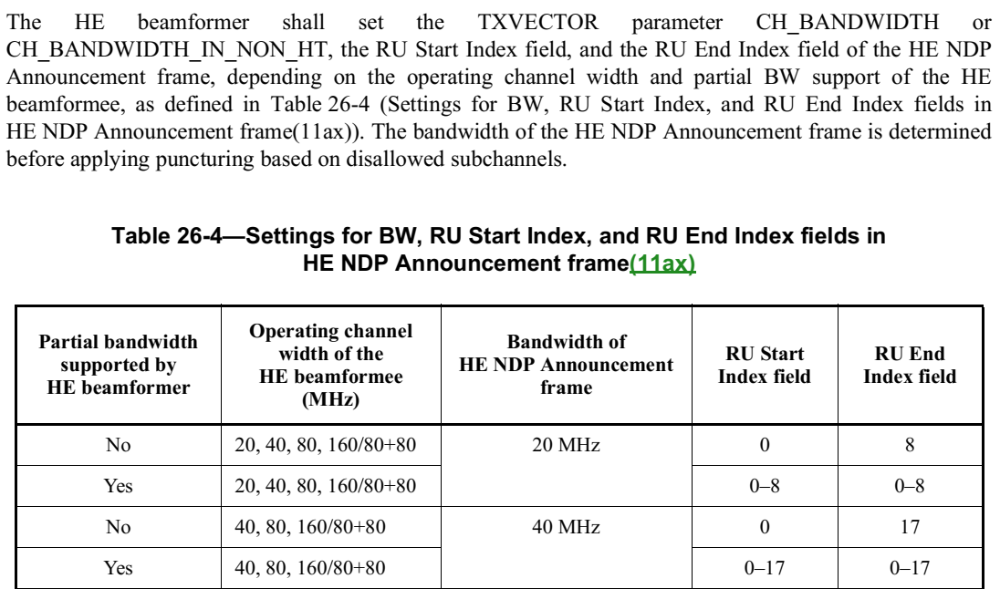 The HE beamformer shall set the TXVECTOR parameter CH_BANDWIDTH or
CH_BANDWIDTH_IN_NON_HT, the RU Start Index field, and the RU End Index field of the HE NDP
Announcement frame, depending on the operating channel width and partial BW support of the HE
beamformee, as defined in Table 26-4 (Settings for BW, RU Start Index, and RU End Index fields in
HE NDP Announcement frame(11ax)). The bandwidth of the HE NDP Announcement frame is determined
before applying puncturing based on disallowed subchannels.
Table 26-4—Settings for BW, RU Start Index, and RU End Index fields in
HE NDP Announcement frame(11ax)
Partial bandwidth
supported by
HE beamformer
Operating channel
width of the
HE beamformee
(MHz)
Bandwidth of
HE NDP Announcement
frame
RU Start
Index field
RU End
Index field
No 20, 40, 80, 160/80+80 20 MHz 0 8
Yes 20, 40, 80, 160/80+80 0–8 0–8
No 40, 80, 160/80+80 40 MHz 0 17
Yes 40, 80, 160/80+80 0–17 0–17